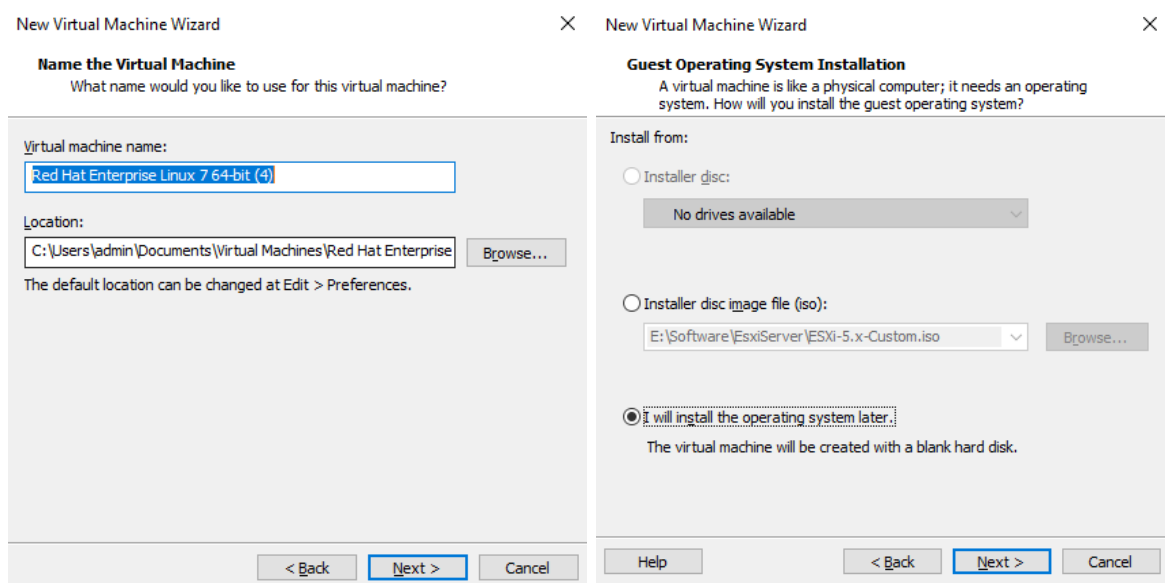 New Virtual Machine Wizard
Name the Virtual Machine
What name would you like to use for this virtual machine?
Virtual machine name:
Red Hat Enterprise Linux 7 64-bit (4)
Location:
C:\Users\admin\Documents\Virtual Machines\Red Hat Enterprise
Browse...
The default location can be changed at Edit > Preferences.
< Back
Next >
Cancel
New Virtual Machine Wizard
Guest Operating System Installation
A virtual machine is like a physical computer; it needs an operating
system. How will you install the guest operating system?
Install from:
Installer disc:
No drives available
Installer disc image file (iso):
E:\Software\EsxiServer\ESXi-5.x-Custom.iso
Browse...
I will install the operating system later.
The virtual machine will be created with a blank hard disk.
Help
< Back
Next >
Cancel